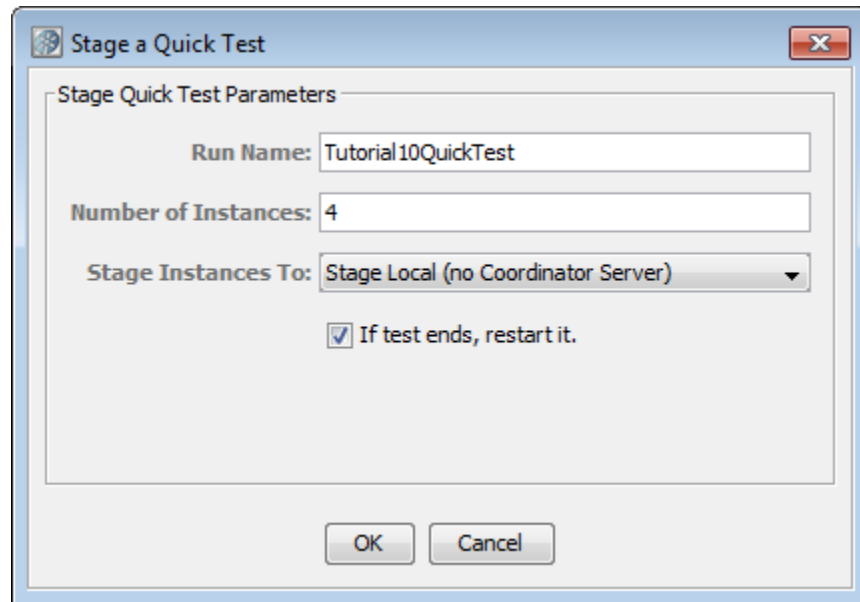 Stage a Quick Test
Stage Quick Test Parameters
Run Name: Tutorial10QuickTest
Number of Instances: 4
Stage Instances To: Stage Local (no Coordinator Server)
If test ends, restart it.
OK Cancel